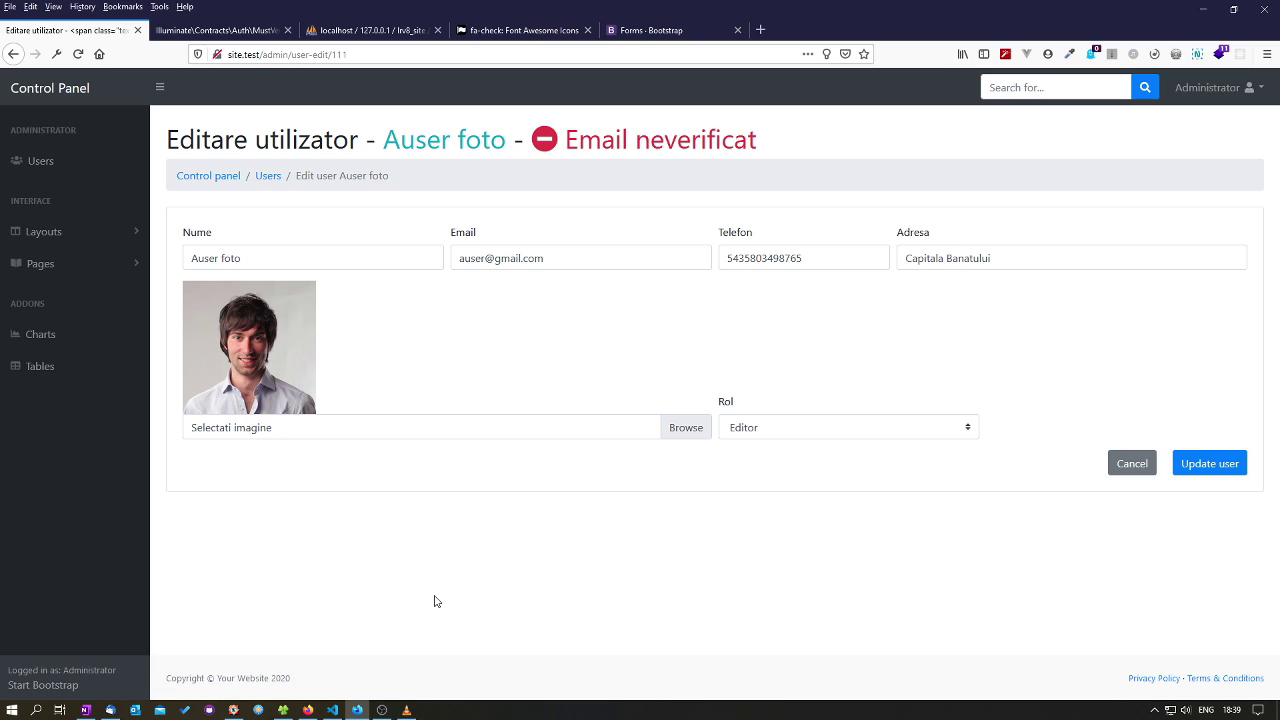 File Edit View History Bookmarks Tools Help
Editare utilizator - <span class="te
Illuminate\Contracts\Auth\MustVe
localhost / 127.0.0.1 / lrv8_site
fa-check: Font Awesome Icons
Forms · Bootstrap
site.test/admin/user-edit/111
0
11
Control Panel
Search for...
Administrator
ADMINISTRATOR
Users
INTERFACE
Layouts
Pages
ADDONS
Charts
Tables
Editare utilizator - Auser foto - Email neverificat
Control panel / Users / Edit user Auser foto
Nume Email Telefon Adresa
Auser foto auser@gmail.com 5435803498765 Capitala Banatului
Rol
Selectati imagine Browse Editor
Cancel Update user
Logged in as: Administrator
Start Bootstrap
Copyright © Your Website 2020
Privacy Policy · Terms & Conditions
ENG 18:39